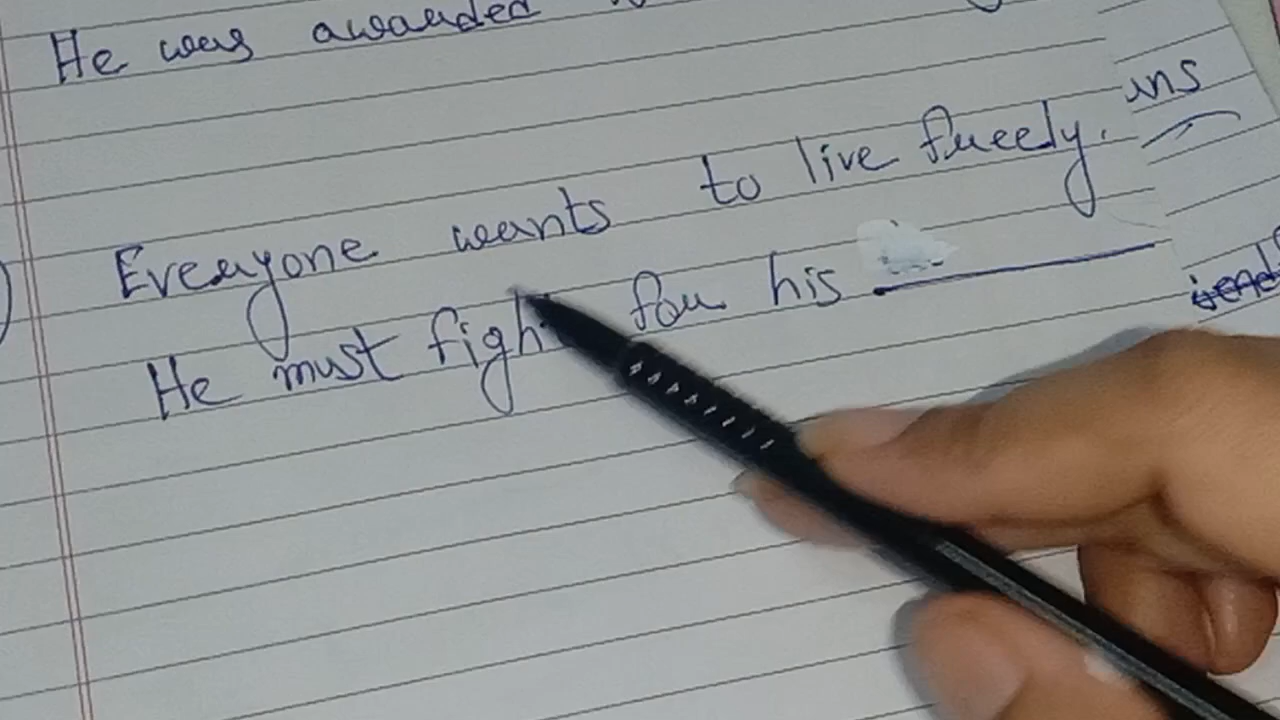 He was awarded
Everyone wants to live freely.
He must fight for his